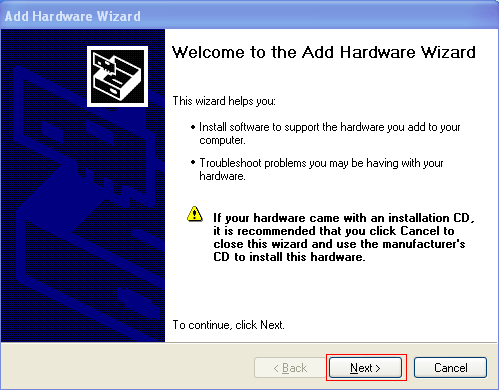 Add Hardware Wizard
Welcome to the Add Hardware Wizard
This wizard helps you:
• Install software to support the hardware you add to your
computer.
• Troubleshoot problems you may be having with your
hardware.
If your hardware came with an installation CD,
it is recommended that you click Cancel to
close this wizard and use the manufacturer's
CD to install this hardware.
To continue, click Next.
< Back Next > Cancel